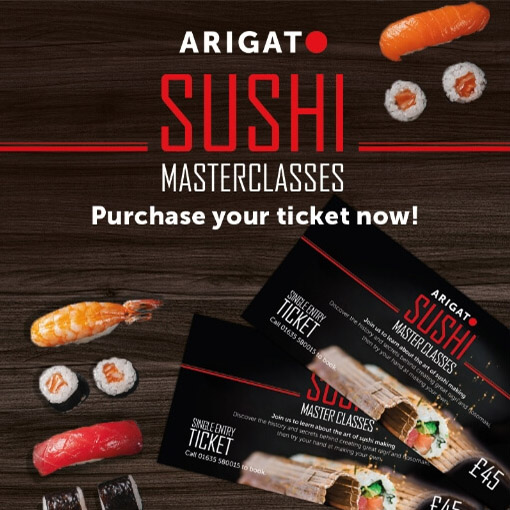 ARIGATO
SUSHI
MASTERCLASSES
Purchase your ticket now!
ARIGATO
SUSHI
MASTER CLASSES
Join us to learn about the art of sushi making
Discover the history and secrets behind creating great nigiri and futomaki,
then try your hand at making your own!
SINGLE ENTRY
TICKET
Call 01635 580015 to book
£45
SUSHI
MASTER CLASSES
Join us to learn about the art of sushi making
Discover the history and secrets behind creating great nigiri and futomaki,
then try your hand at making your own!
SINGLE ENTRY
TICKET
Call 01635 580015 to book
£45